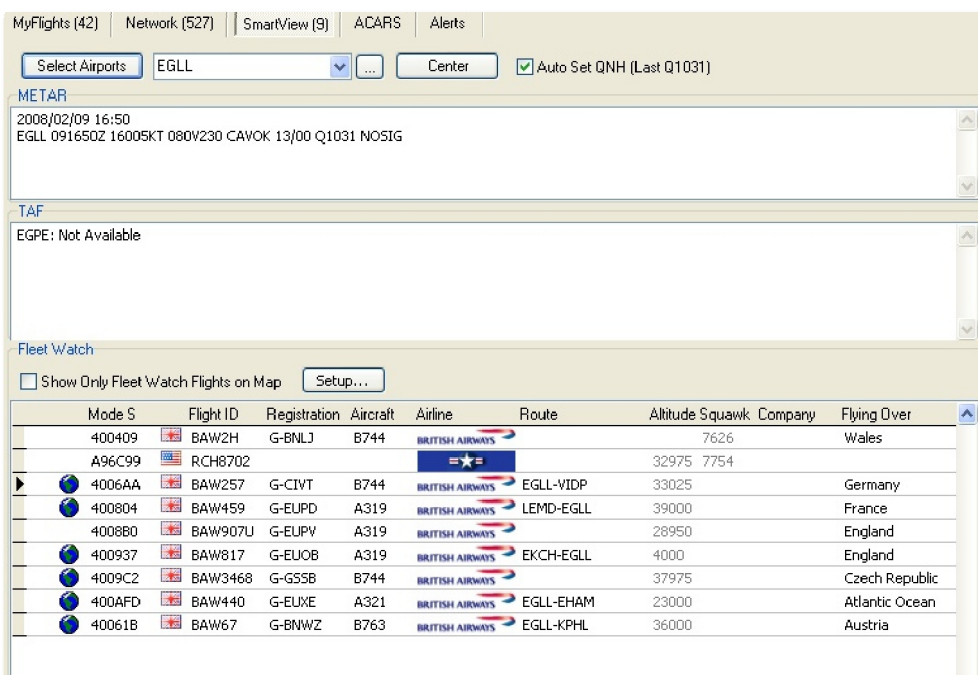 MyFlights (42) Network (527) SmartView (9) ACARS Alerts
Select Airports EGLL ... Center Auto Set QNH (Last Q1031)
METAR
2008/02/09 16:50
EGLL 091650Z 16005KT 080V230 CAVOK 13/00 Q1031 NOSIG
TAF
EGPE: Not Available
Fleet Watch
Show Only Fleet Watch Flights on Map Setup...
Mode S Flight ID Registration Aircraft Airline Route Altitude Squawk Company Flying Over
400409 BAW2H G-BNLJ B744 BRITISH AIRWAYS 7626 Wales
A96C99 RCH8702 32975 7754
4006AA BAW257 G-CIVT B744 BRITISH AIRWAYS EGLL-VIDP 33025 Germany
400804 BAW459 G-EUPD A319 BRITISH AIRWAYS LEMD-EGLL 39000 France
4008B0 BAW907U G-EUPV A319 BRITISH AIRWAYS 28950 England
400937 BAW817 G-EUOB A319 BRITISH AIRWAYS EKCH-EGLL 4000 England
4009C2 BAW3468 G-GSSB B744 BRITISH AIRWAYS 37975 Czech Republic
400AFD BAW440 G-EUXE A321 BRITISH AIRWAYS EGLL-EHAM 23000 Atlantic Ocean
40061B BAW67 G-BNWZ B763 BRITISH AIRWAYS EGLL-KPHL 36000 Austria